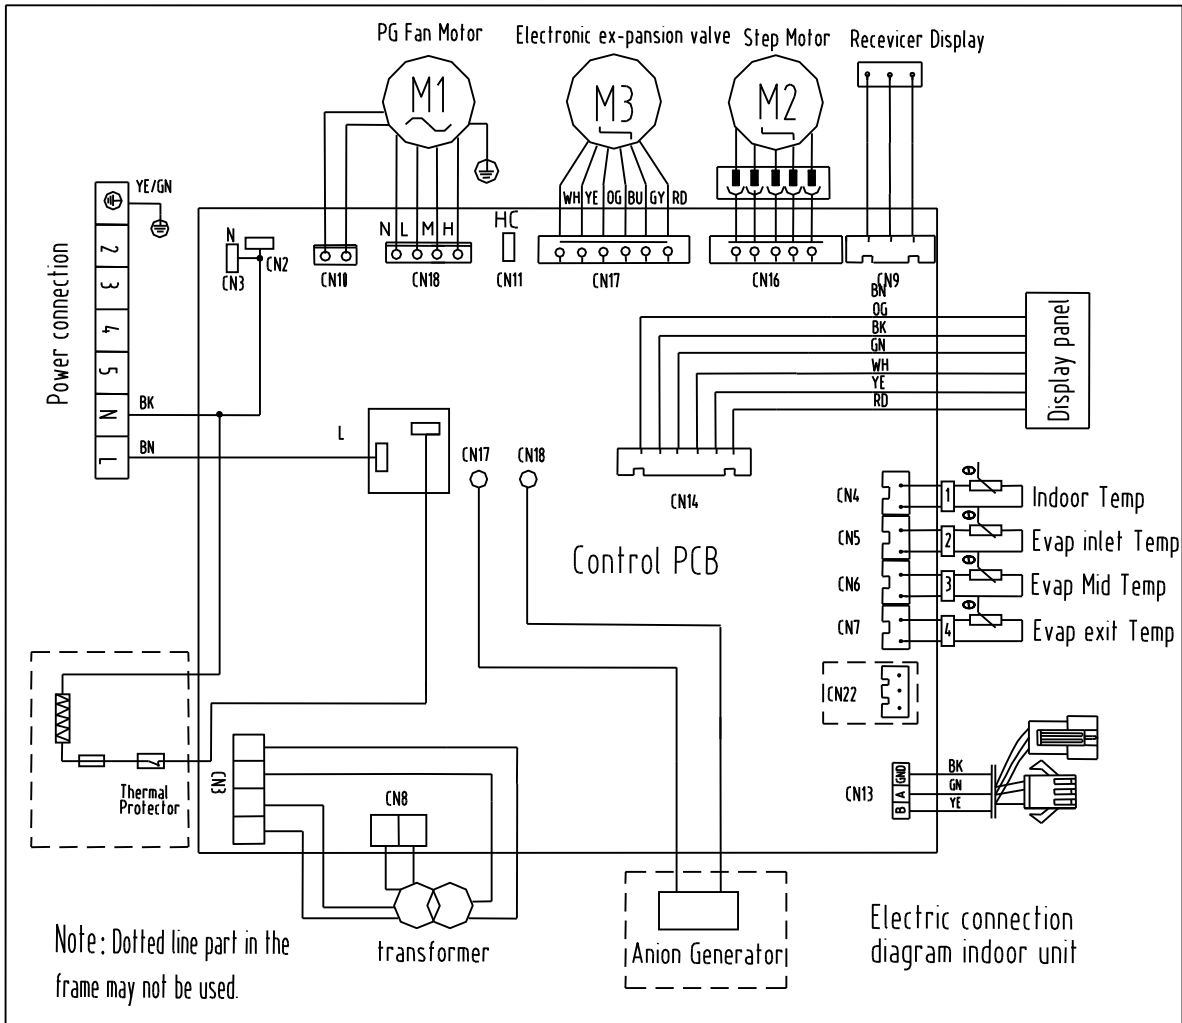 PG Fan Motor
Electronic ex-pansion valve
Step Motor
Recevicer Display
M1
M3
M2
YE/GN
WH YE OG BU GY RD
N L M H
HC
N
CN2
CN3
CN10
CN18
CN11
CN17
CN16
CN9
Power connection
2
3
4
5
N
L
BK
BN
BN
OG
BK
GN
WH
YE
RD
Display panel
L
CN17
CN18
CN14
CN4
1
Indoor Temp
CN5
2
Evap inlet Temp
CN6
3
Evap Mid Temp
CN7
4
Evap exit Temp
Control PCB
CN22
Thermal
Protector
CN3
CN8
CN13
GND
A
B
BK
GN
YE
transformer
Anion Generator
Note: Dotted line part in the
frame may not be used.
Electric connection
diagram indoor unit